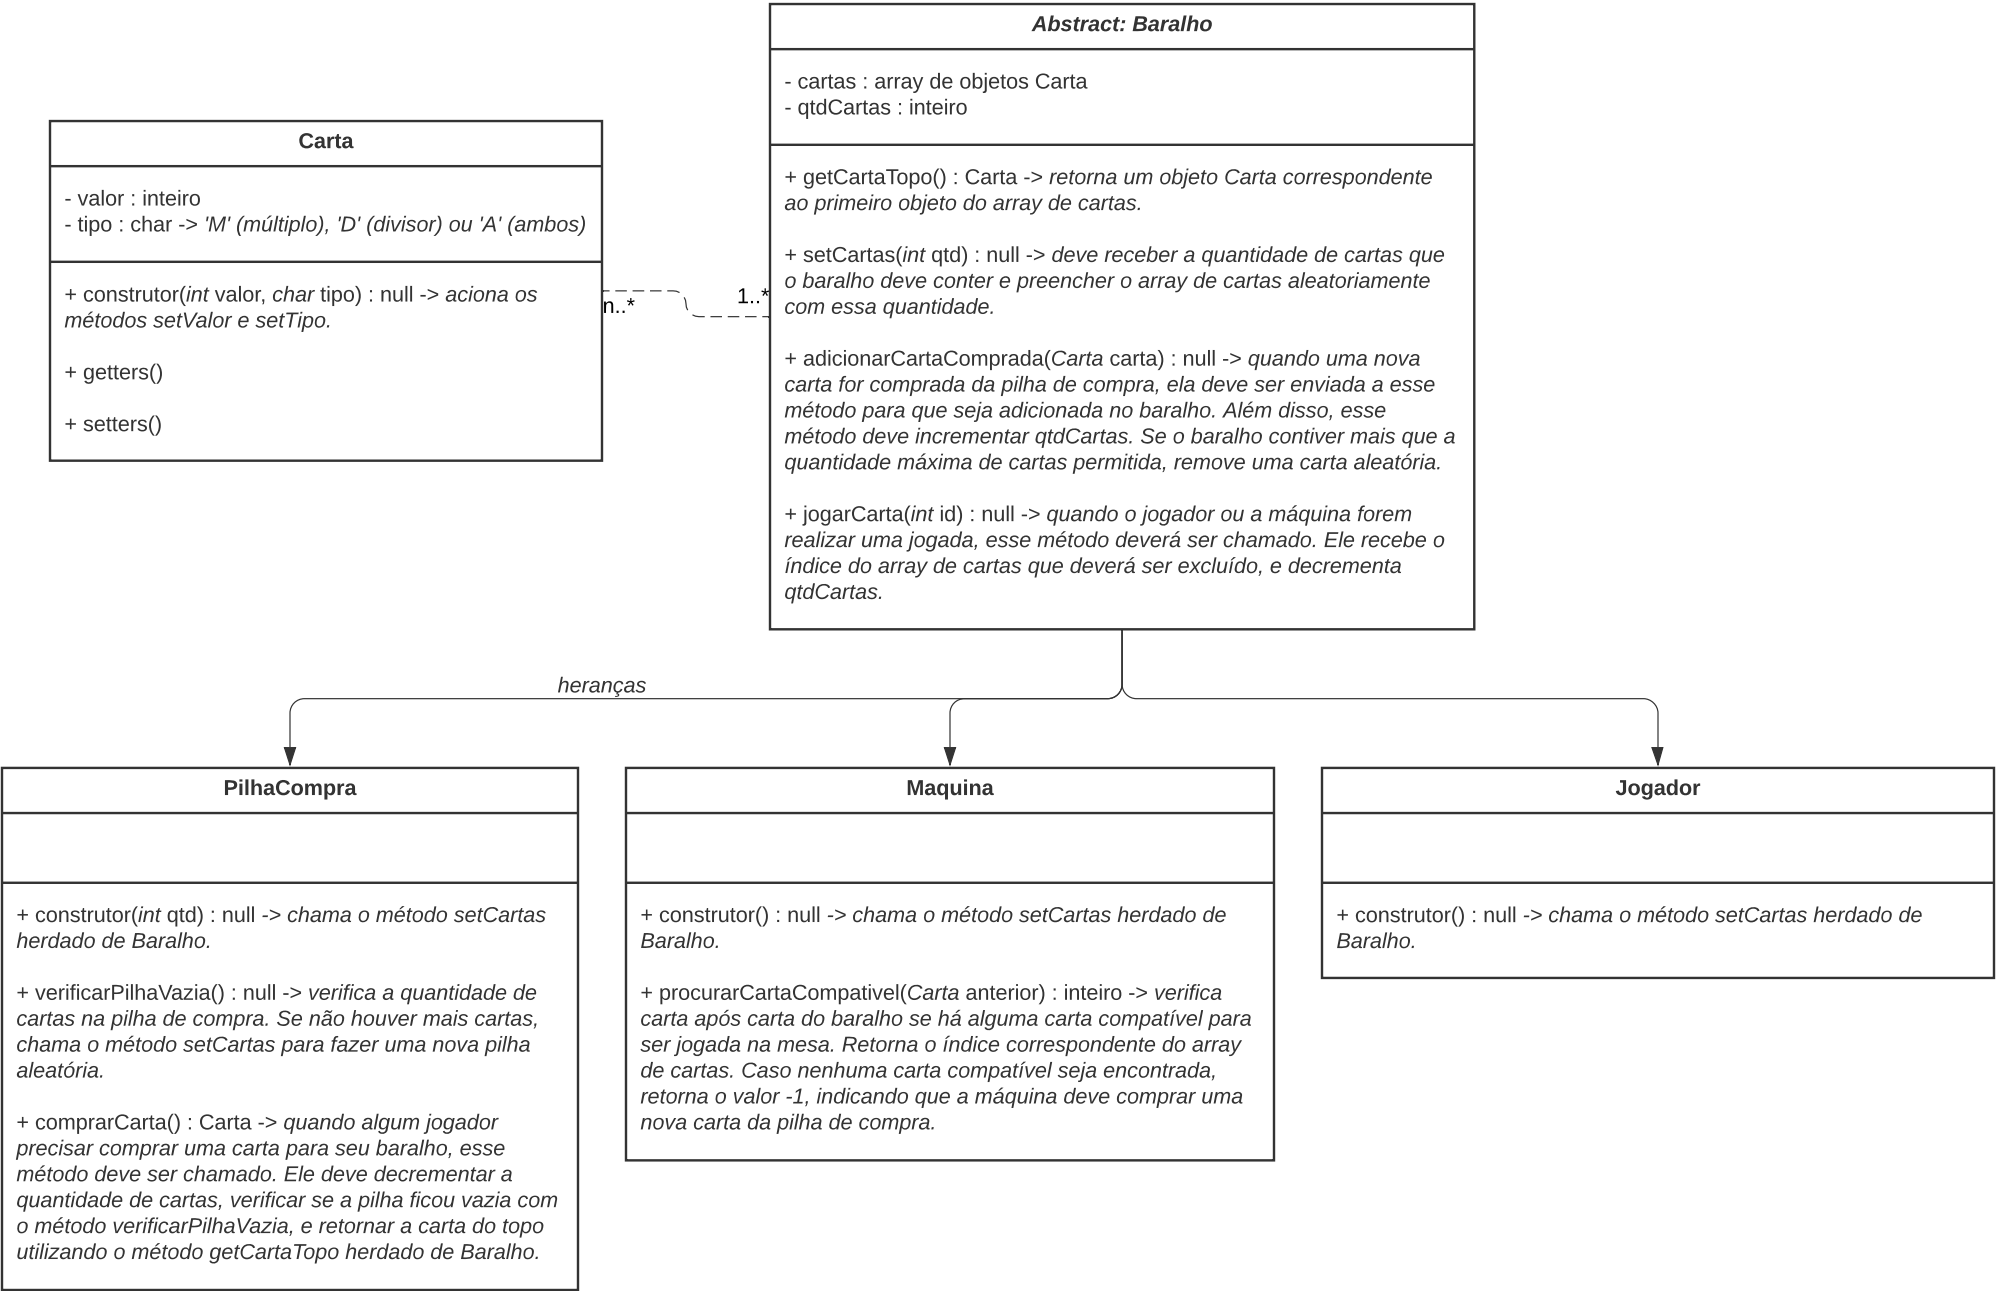 Abstract: Baralho
- cartas : array de objetos Carta
- qtdCartas : inteiro
+ getCartaTopo() : Carta -> retorna um objeto Carta correspondente
ao primeiro objeto do array de cartas.
+ setCartas(int qtd) : null -> deve receber a quantidade de cartas que
o baralho deve conter e preencher o array de cartas aleatoriamente
com essa quantidade.
+ adicionarCartaComprada(Carta carta) : null -> quando uma nova
carta for comprada da pilha de compra, ela deve ser enviada a esse
método para que seja adicionada no baralho. Além disso, esse
método deve incrementar qtdCartas. Se o baralho contiver mais que a
quantidade máxima de cartas permitida, remove uma carta aleatória.
+ jogarCarta(int id) : null -> quando o jogador ou a máquina forem
realizar uma jogada, esse método deverá ser chamado. Ele recebe o
índice do array de cartas que deverá ser excluído, e decrementa
qtdCartas.
Carta
- valor : inteiro
- tipo : char -> 'M' (múltiplo), 'D' (divisor) ou 'A' (ambos)
+ construtor(int valor, char tipo) : null -> aciona os
métodos setValor e setTipo.
+ getters()
+ setters()
n..*
1..*
heranças
PilhaCompra
+ construtor(int qtd) : null -> chama o método setCartas
herdado de Baralho.
+ verificarPilhaVazia() : null -> verifica a quantidade de
cartas na pilha de compra. Se não houver mais cartas,
chama o método setCartas para fazer uma nova pilha
aleatória.
+ comprarCarta() : Carta -> quando algum jogador
precisar comprar uma carta para seu baralho, esse
método deve ser chamado. Ele deve decrementar a
quantidade de cartas, verificar se a pilha ficou vazia com
o método verificarPilhaVazia, e retornar a carta do topo
utilizando o método getCartaTopo herdado de Baralho.
Maquina
+ construtor() : null -> chama o método setCartas herdado de
Baralho.
+ procurarCartaCompativel(Carta anterior) : inteiro -> verifica
carta após carta do baralho se há alguma carta compatível para
ser jogada na mesa. Retorna o índice correspondente do array
de cartas. Caso nenhuma carta compatível seja encontrada,
retorna o valor -1, indicando que a máquina deve comprar uma
nova carta da pilha de compra.
Jogador
+ construtor() : null -> chama o método setCartas herdado de
Baralho.